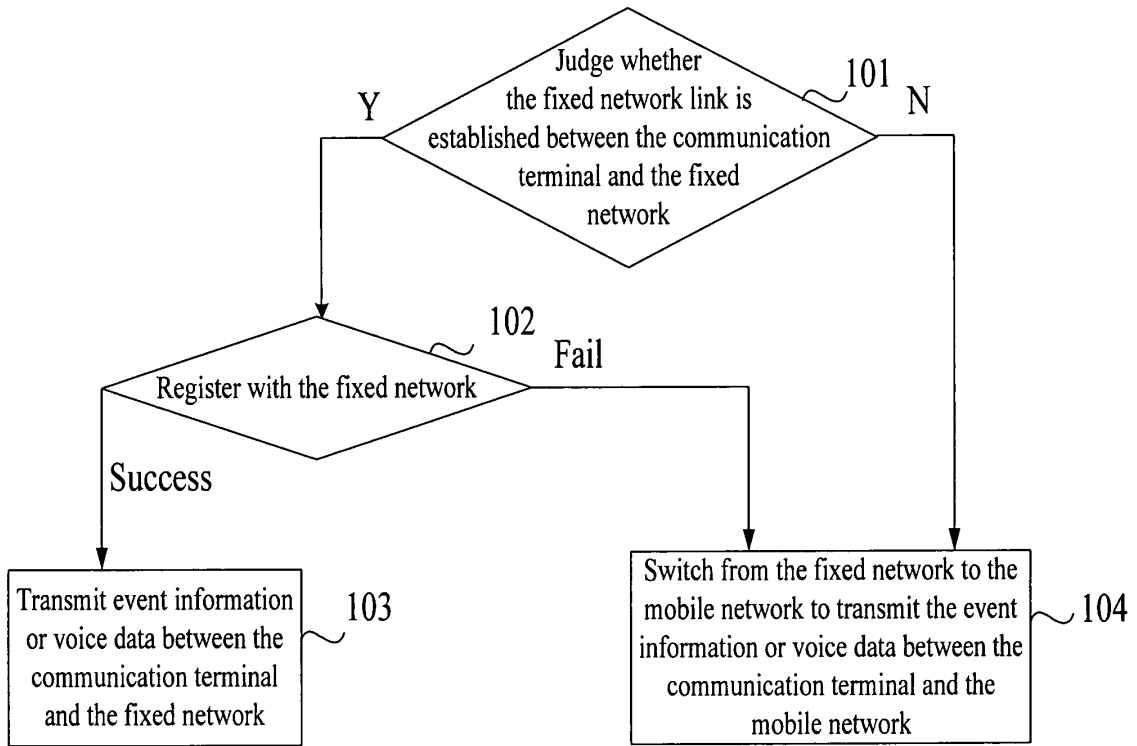 Judge whether
the fixed network link is
established between the communication
terminal and the fixed
network
101
Y
N
102
Register with the fixed network
Fail
Success
Transmit event information
or voice data between the
communication terminal
and the fixed network
103
Switch from the fixed network to the
mobile network to transmit the event
information or voice data between the
communication terminal and the
mobile network
104